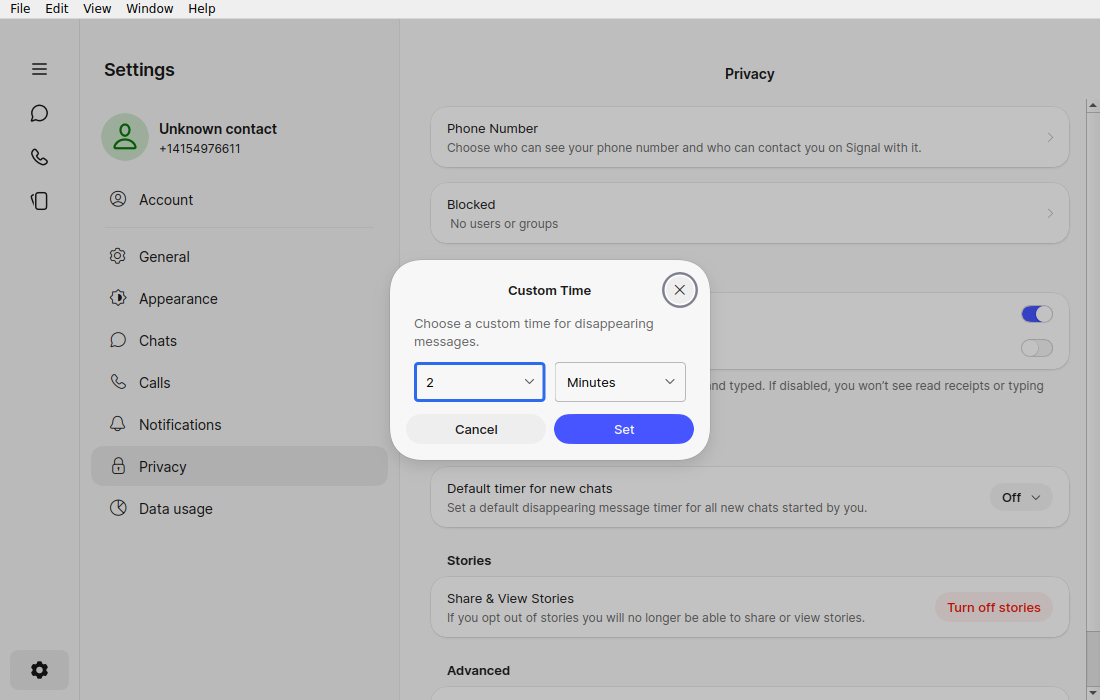 File Edit View Window Help
Settings
Unknown contact
+14154976611
Account
General
Appearance
Chats
Calls
Notifications
Privacy
Data usage
Privacy
Phone Number
Choose who can see your phone number and who can contact you on Signal with it.
Blocked
No users or groups
Custom Time
Choose a custom time for disappearing
messages.
2
Minutes
Cancel
Set
nd typed. If disabled, you won't see read receipts or typing
Default timer for new chats
Set a default disappearing message timer for all new chats started by you.
Off
Stories
Share & View Stories
If you opt out of stories you will no longer be able to share or view stories.
Turn off stories
Advanced